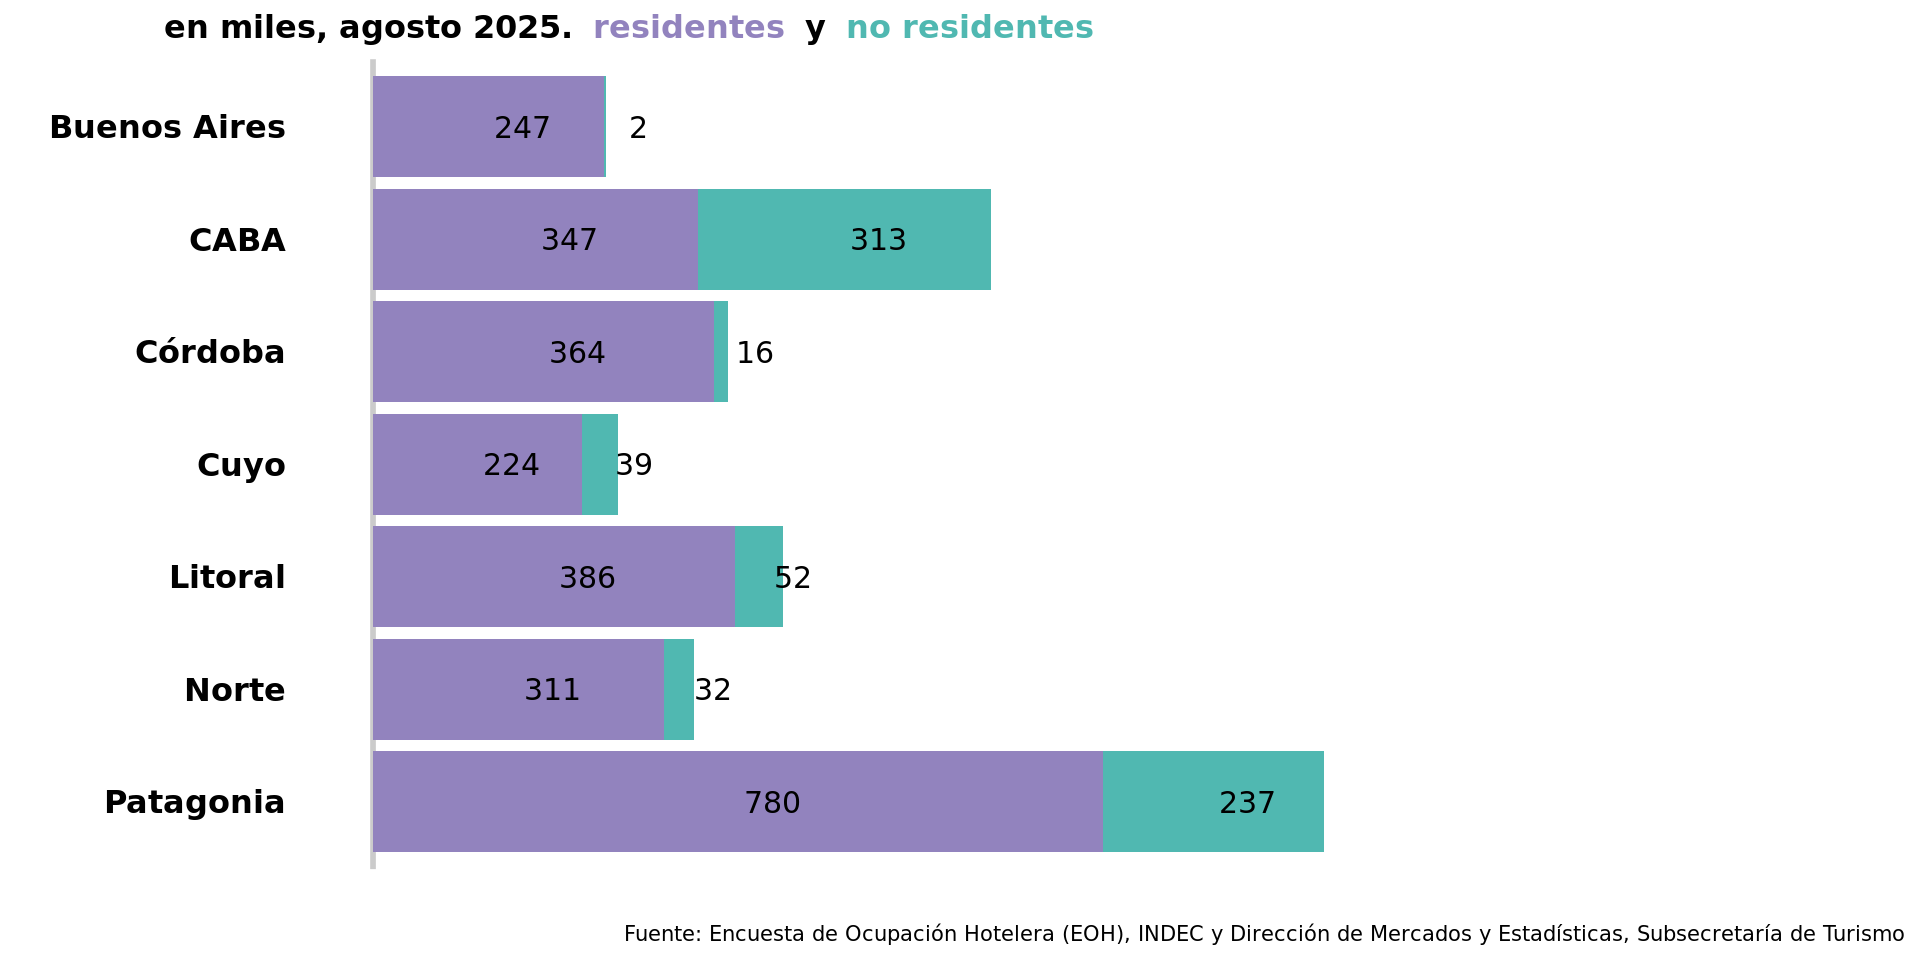 en miles, agosto 2025. residentes y no residentes
Buenos Aires 247 2
CABA 347 313
Córdoba 364 16
Cuyo 224 39
Litoral 386 52
Norte 311 32
Patagonia 780 237
Fuente: Encuesta de Ocupación Hotelera (EOH), INDEC y Dirección de Mercados y Estadísticas, Subsecretaría de Turismo